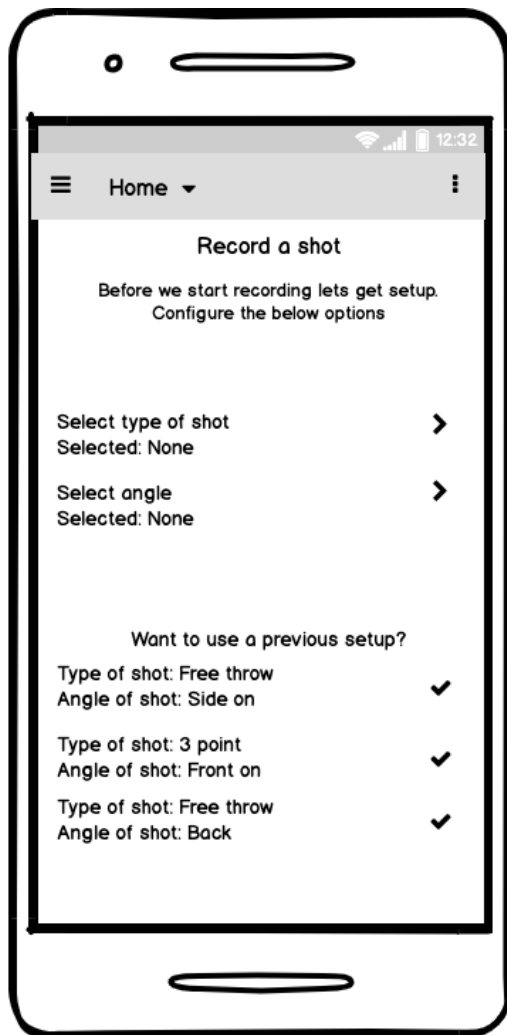 12:32
Home
Record a shot
Before we start recording lets get setup.
Configure the below options
Select type of shot
Selected: None
Select angle
Selected: None
Want to use a previous setup?
Type of shot: Free throw
Angle of shot: Side on
Type of shot: 3 point
Angle of shot: Front on
Type of shot: Free throw
Angle of shot: Back